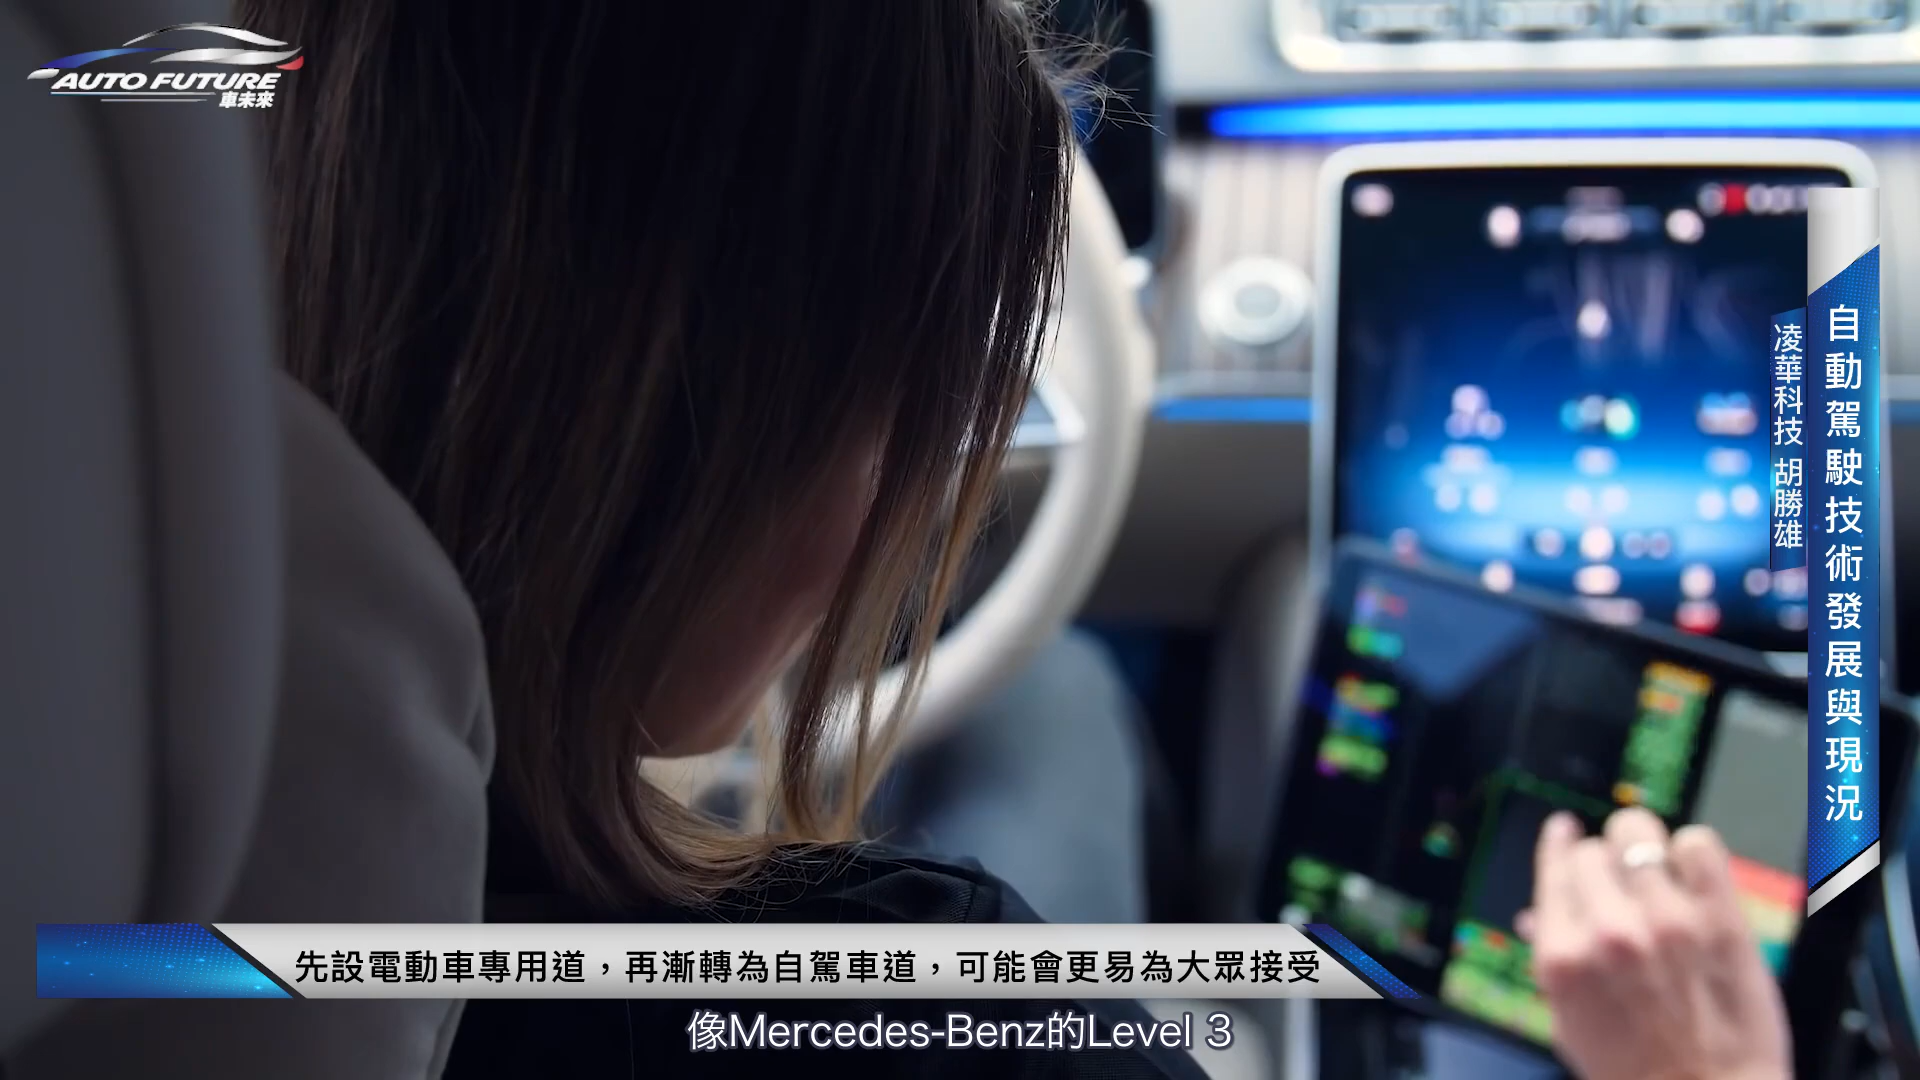 AUTO FUTURE
車未來
自動駕駛技術發展與現況
凌華科技 胡勝雄
先設電動車專用道，再漸轉為自駕車道，可能會更易為大眾接受
像Mercedes-Benz的Level 3